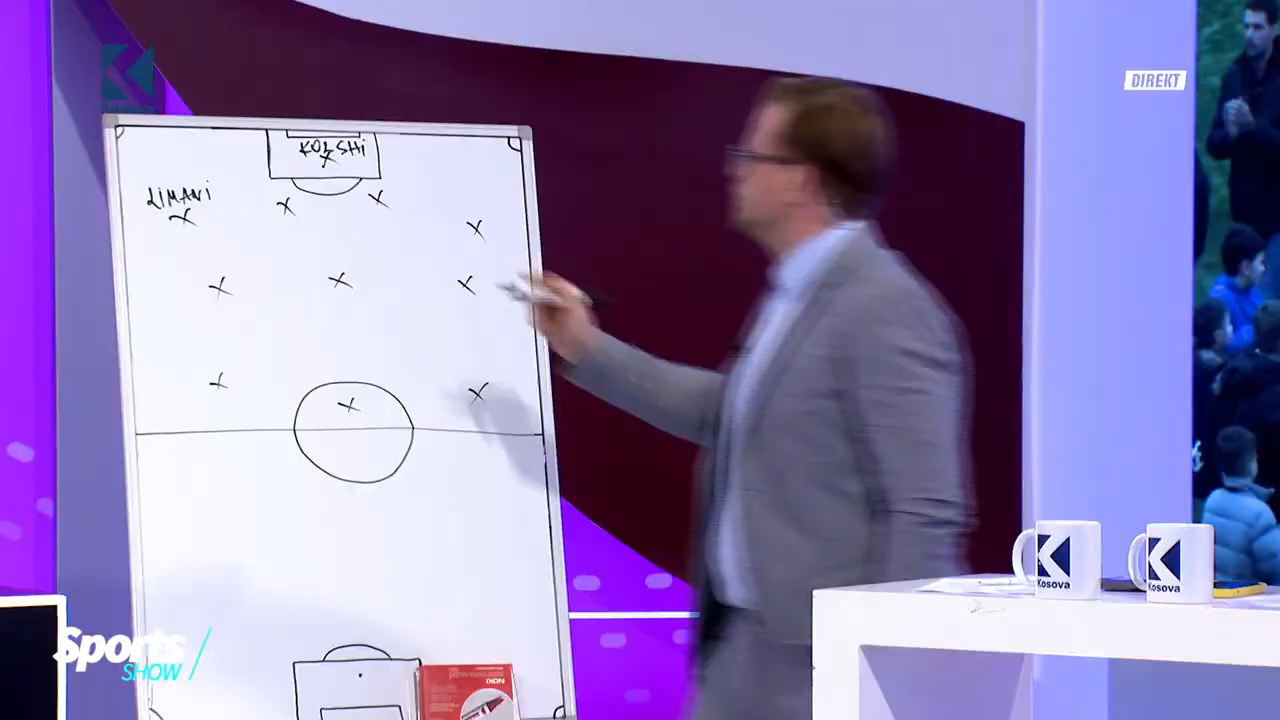 DIREKT
KOLSHI
LIMANI
Kosova
Kosova
Sports
SHOW